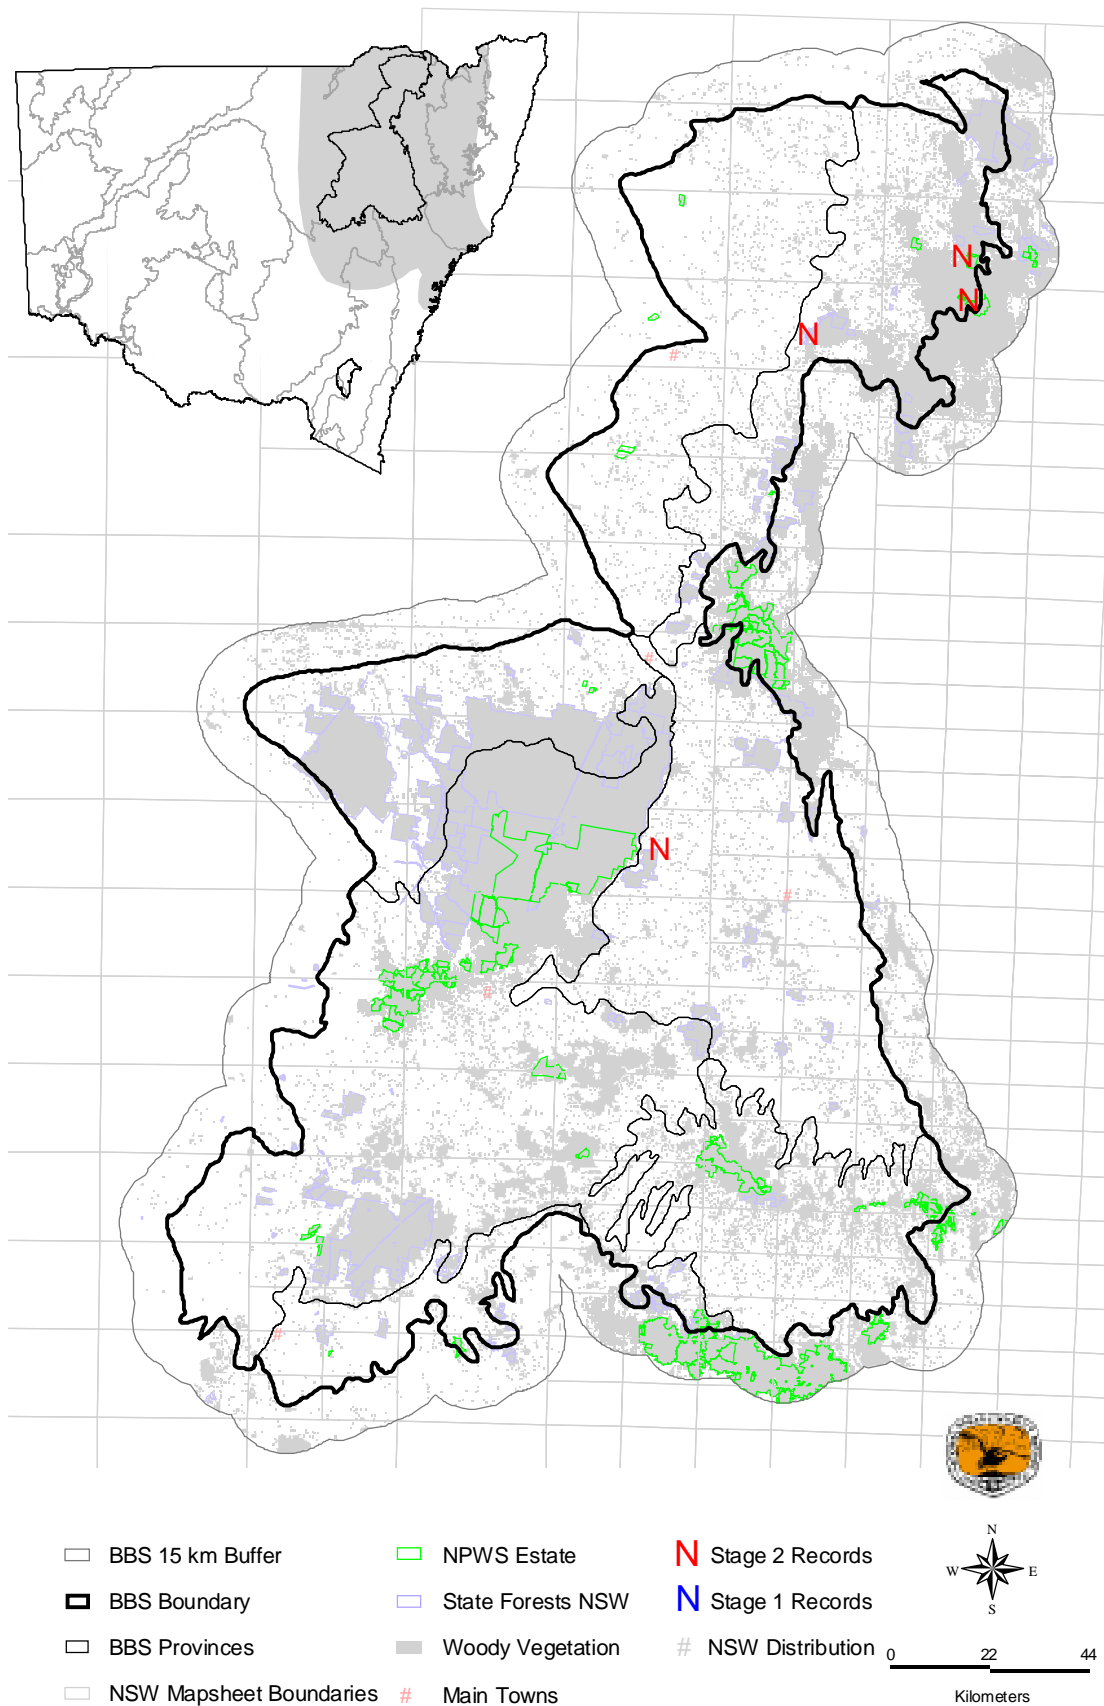 N
N
N
N
BBS 15 km Buffer
BBS Boundary
BBS Provinces
NSW Mapsheet Boundaries
NPWS Estate
State Forests NSW
Woody Vegetation
# Main Towns
N Stage 2 Records
N Stage 1 Records
# NSW Distribution
N
W E
S
0 22 44
Kilometers